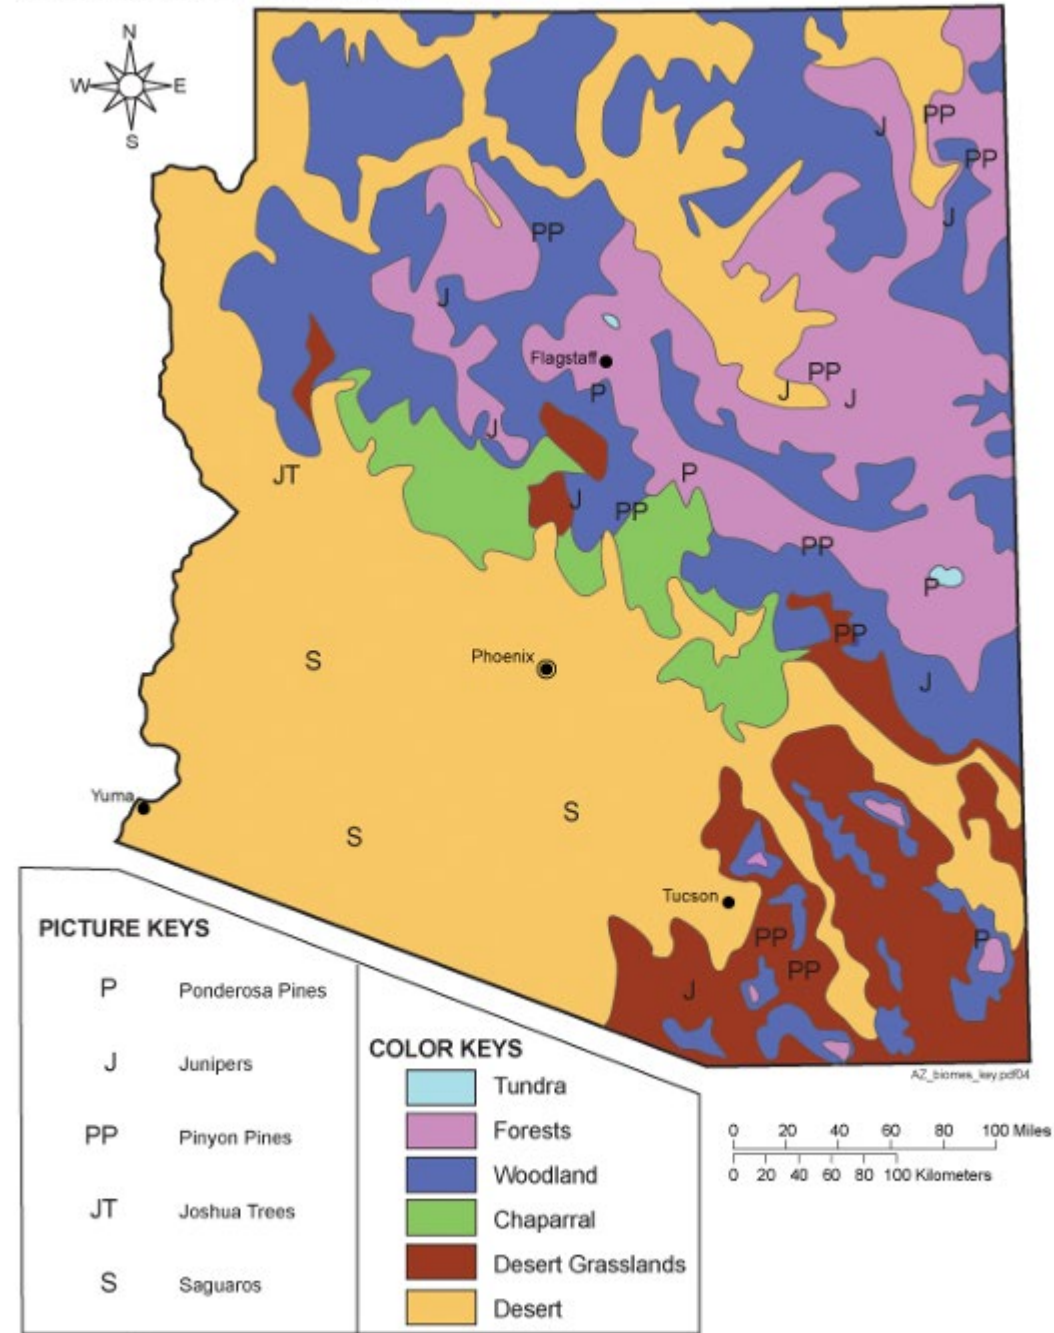 N
W E
S
J PP
PP
J
PP
J
Flagstaff
PP
P J J
J
JT P
J
PP
PP
P
PP
S
Phoenix
J
Yuma
S
S
Tucson
P
PP
PP
J
AZ_biomes_key.pdf04
PICTURE KEYS
P Ponderosa Pines
J Junipers
PP Pinyon Pines
JT Joshua Trees
S Saguaros
COLOR KEYS
Tundra
Forests
Woodland
Chaparral
Desert Grasslands
Desert
0 20 40 60 80 100 Miles
0 20 40 60 80 100 Kilometers